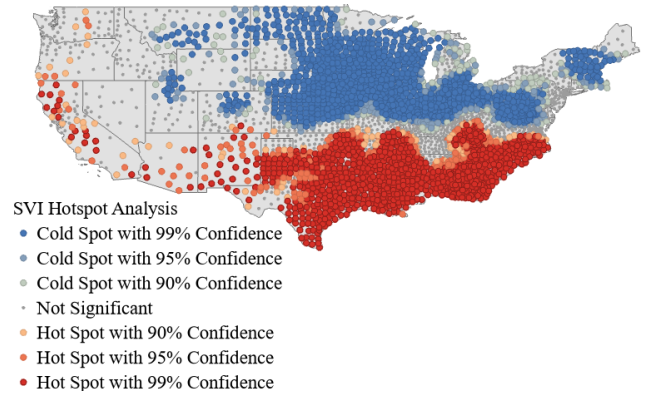 SVI Hotspot Analysis
Cold Spot with 99% Confidence
Cold Spot with 95% Confidence
Cold Spot with 90% Confidence
Not Significant
Hot Spot with 90% Confidence
Hot Spot with 95% Confidence
Hot Spot with 99% Confidence